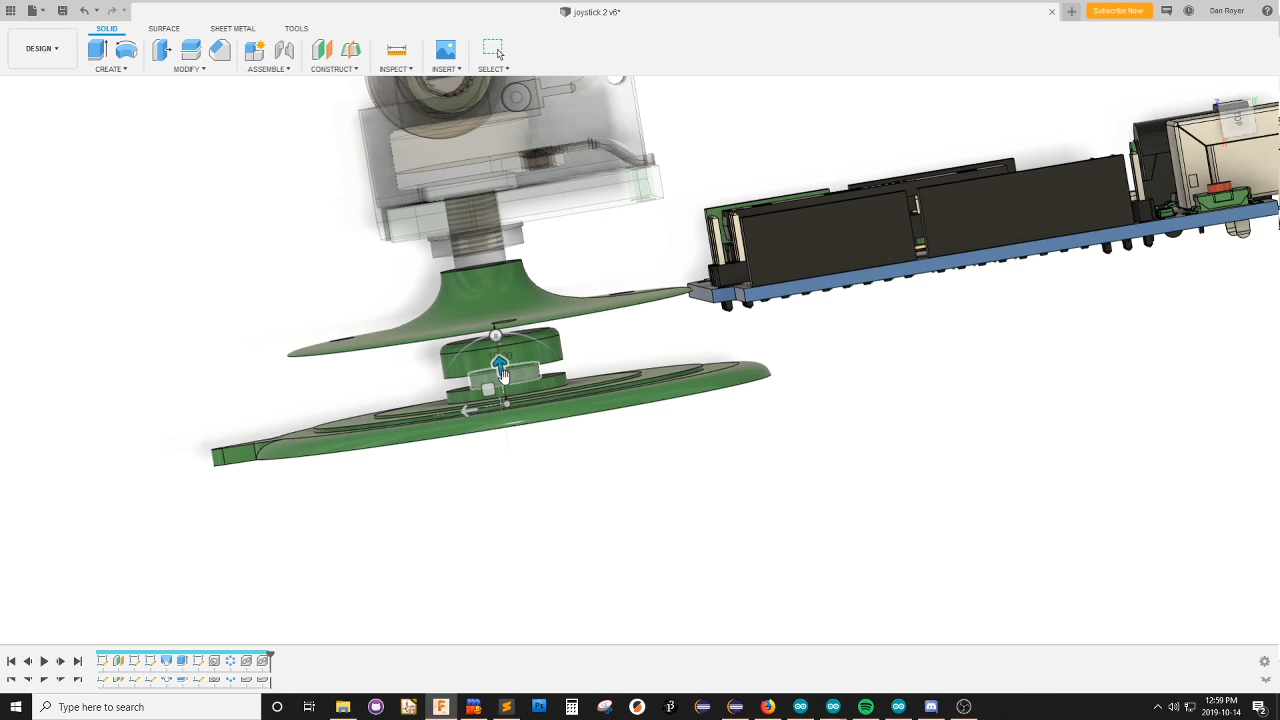 joystick 2 v6*
Subscribe Now
Dan Royer
SOLID
SURFACE
SHEET METAL
TOOLS
DESIGN
CREATE
MODIFY
ASSEMBLE
CONSTRUCT
INSPECT
INSERT
SELECT
Type here to search
12:59 PM
2019-10-14